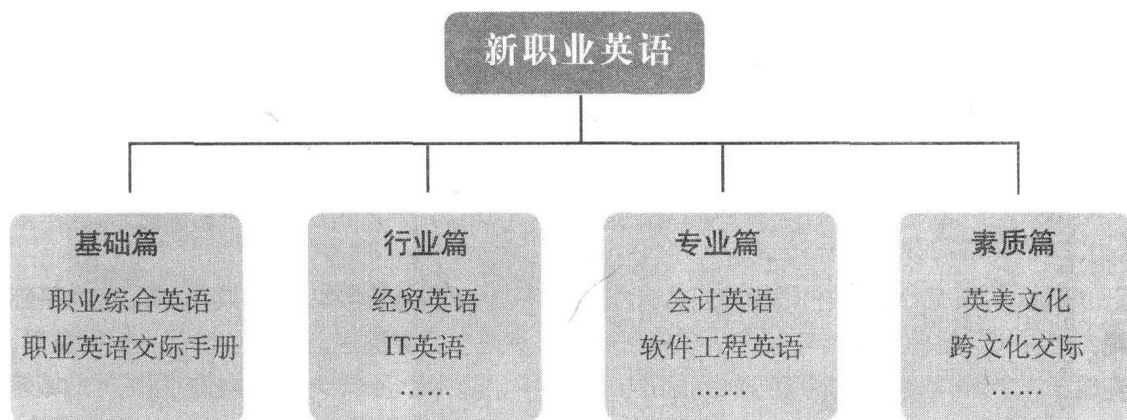 新职业英语
基础篇
职业综合英语
职业英语交际手册
行业篇
经贸英语
IT英语
……
专业篇
会计英语
软件工程英语
……
素质篇
英美文化
跨文化交际
……